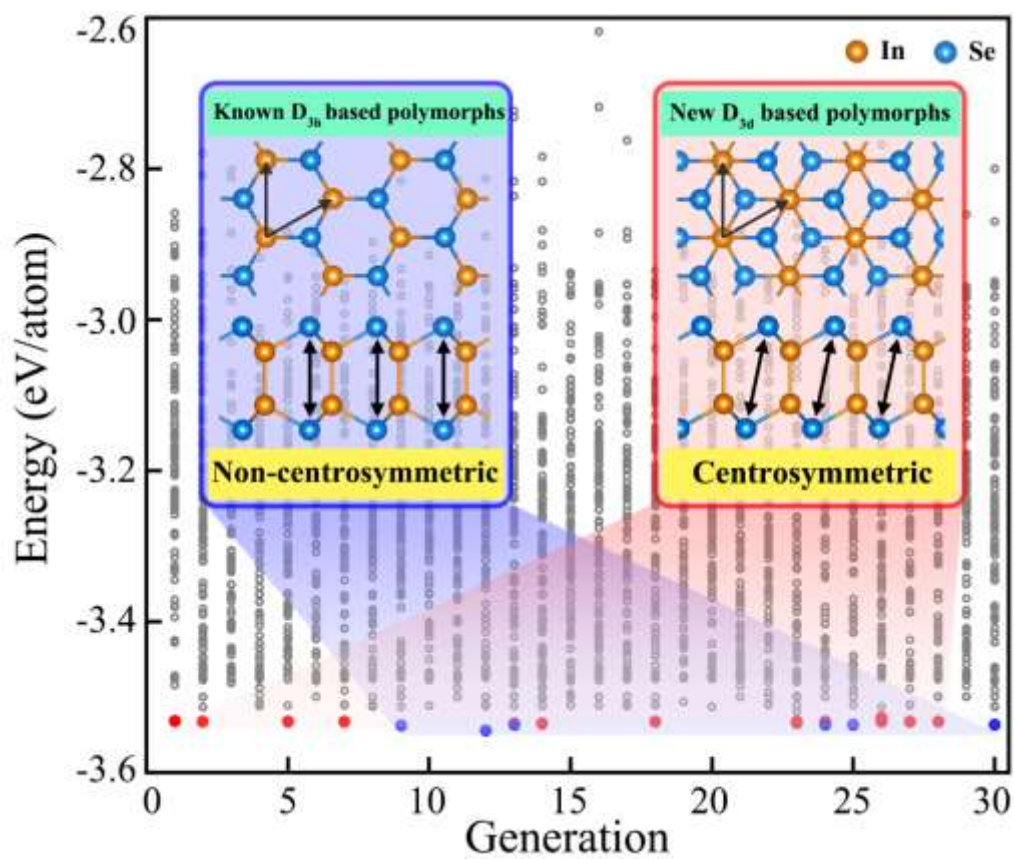 -2.6
-2.8
-3.0
-3.2
-3.4
-3.6
Energy (eV/atom)
In Se
Known D3h based polymorphs
Non-centrosymmetric
New D3d based polymorphs
Centrosymmetric
0 5 10 15 20 25 30
Generation